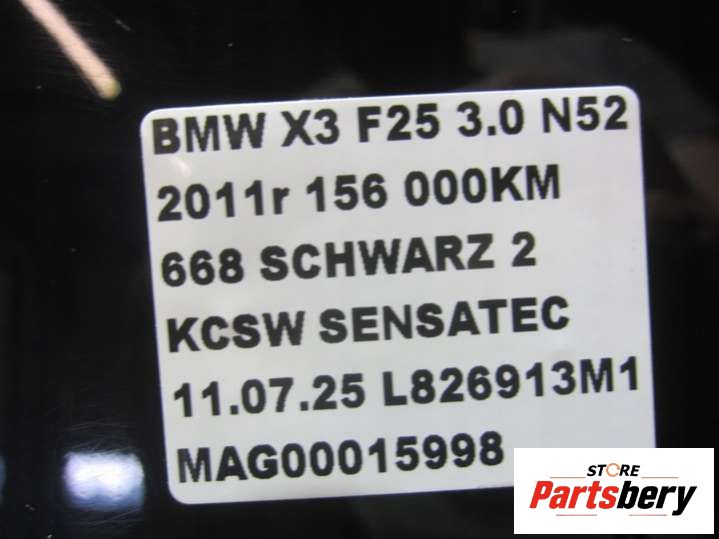 BMW X3 F25 3.0 N52
2011r 156 000KM
668 SCHWARZ 2
KCSW SENSATEC
11.07.25 L826913M1
MAG00015998
STORE
Partsbery